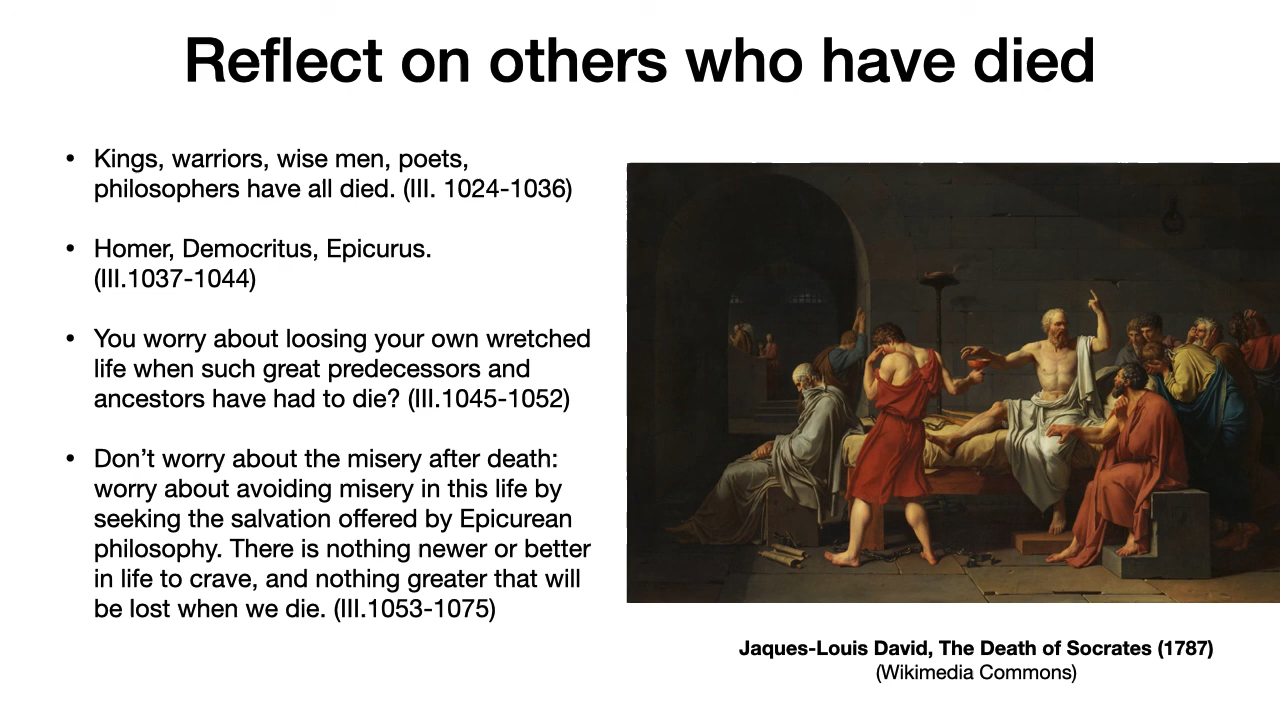 Reflect on others who have died
• Kings, warriors, wise men, poets,
philosophers have all died. (III. 1024-1036)
• Homer, Democritus, Epicurus.
(III.1037-1044)
• You worry about loosing your own wretched
life when such great predecessors and
ancestors have had to die? (III.1045-1052)
• Don’t worry about the misery after death:
worry about avoiding misery in this life by
seeking the salvation offered by Epicurean
philosophy. There is nothing newer or better
in life to crave, and nothing greater that will
be lost when we die. (III.1053-1075)
Jaques-Louis David, The Death of Socrates (1787)
(Wikimedia Commons)